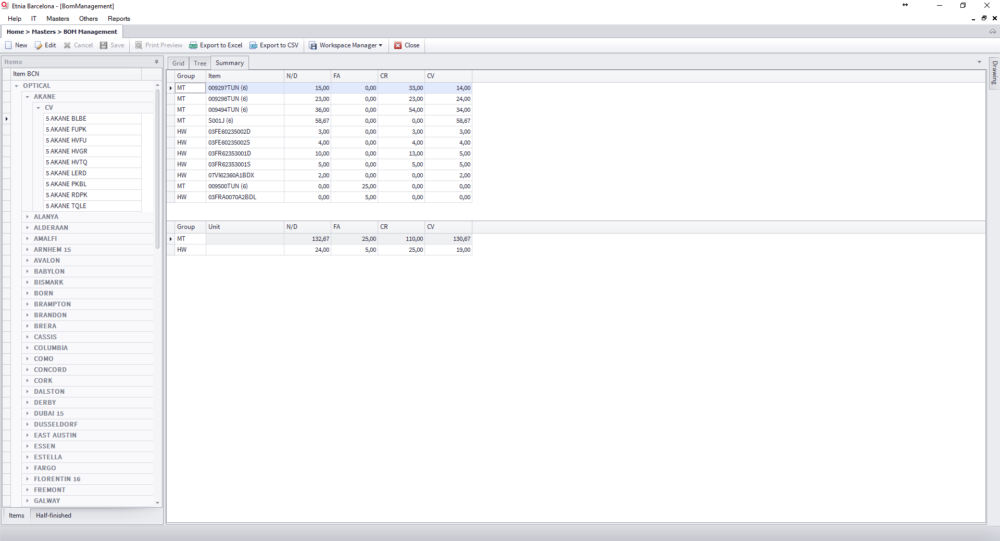 Etnia Barcelona - [BomManagement]
Help IT Masters Others Reports
Home > Masters > BOM Management
New Edit Cancel Save Print Preview Export to Excel Export to CSV Workspace Manager Close
Items
Item BCN
OPTICAL
AKANE
CV
5 AKANE BLBE
5 AKANE FUPK
5 AKANE HVFU
5 AKANE HVGR
5 AKANE HVTQ
5 AKANE LERD
5 AKANE PKBL
5 AKANE RDPK
5 AKANE TQLE
ALANYA
ALDERAAN
AMALFI
ARNHEM 15
AVALON
BABYLON
BISMARK
BORN
BRAMPTON
BRANDON
BRERA
CASSIS
COLUMBIA
COMO
CONCORD
CORK
DALSTON
DERBY
DUBAI 15
DUSSELDORF
EAST AUSTIN
ESSEN
ESTELLA
FARGO
FLORENTIN 16
FREMONT
GALWAY
Items Half-finished
Grid Tree Summary
Group Item N/D FA CR CV
MT 009297TUN (6) 15,00 0,00 33,00 14,00
MT 009298TUN (6) 23,00 0,00 23,00 24,00
MT 009494TUN (6) 36,00 0,00 54,00 34,00
MT S001J (6) 58,67 0,00 0,00 58,67
HW 03FE60235002D 3,00 0,00 3,00 3,00
HW 03FE60235002S 4,00 0,00 4,00 4,00
HW 03FR62353001D 10,00 0,00 13,00 5,00
HW 03FR62353001S 5,00 0,00 5,00 5,00
HW 07VI62360A1BDX 2,00 0,00 0,00 2,00
MT 009500TUN (6) 0,00 25,00 0,00 0,00
HW 03FRA0070A2BDL 0,00 5,00 0,00 0,00
Group Unit N/D FA CR CV
MT 132,67 25,00 110,00 130,67
HW 24,00 5,00 25,00 19,00
Drawing